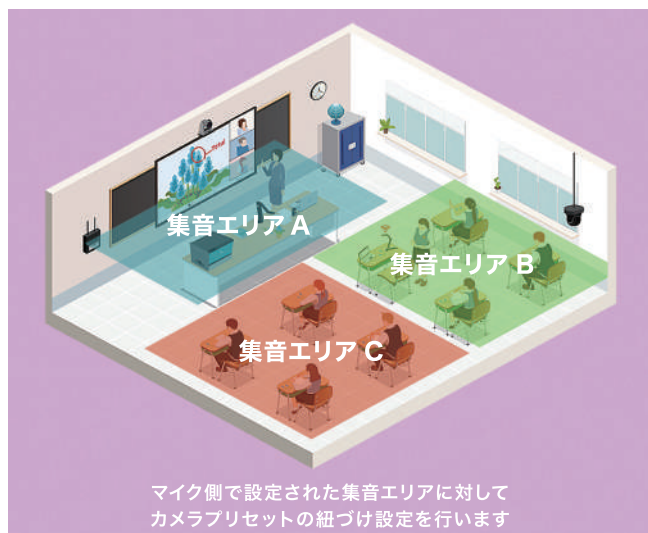 Petal
集音エリア A
集音エリア B
集音エリア C
マイク側で設定された集音エリアに対して
カメラプリセットの紐づけ設定を行います